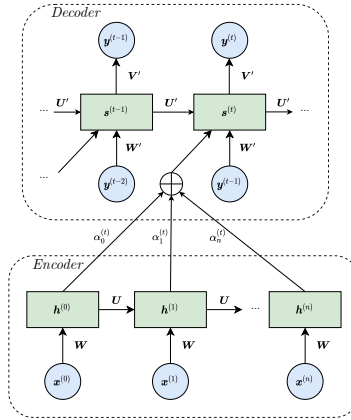 Decoder
y^(t−1) y^(t)
V′ V′
... U′ s^(t−1) U′ s^(t) U′ ...
W′ W′
... y^(t−2) y^(t−1)
α_0^(t) α_1^(t) α_n^(t)
Encoder
h^(0) U h^(1) U ... h^(n)
W W W
x^(0) x^(1) x^(n)